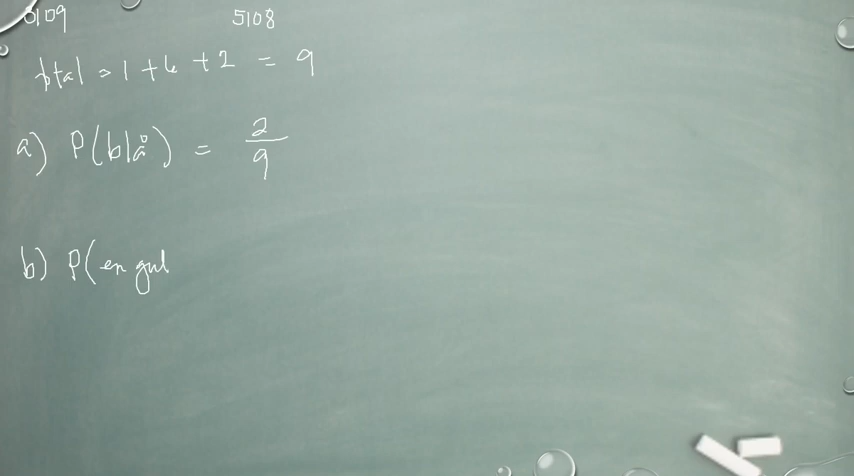 5109 5108
total = 1 + 6 + 2 = 9
a) P(blå) = 2/9
b) P(en gul